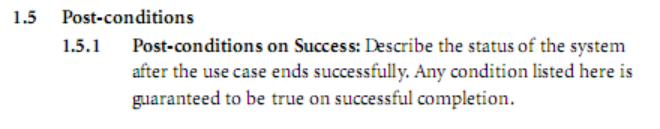 1.5 Post-conditions
1.5.1 Post-conditions on Success: Describe the status of the system
after the use case ends successfully. Any condition listed here is
guaranteed to be true on successful completion.